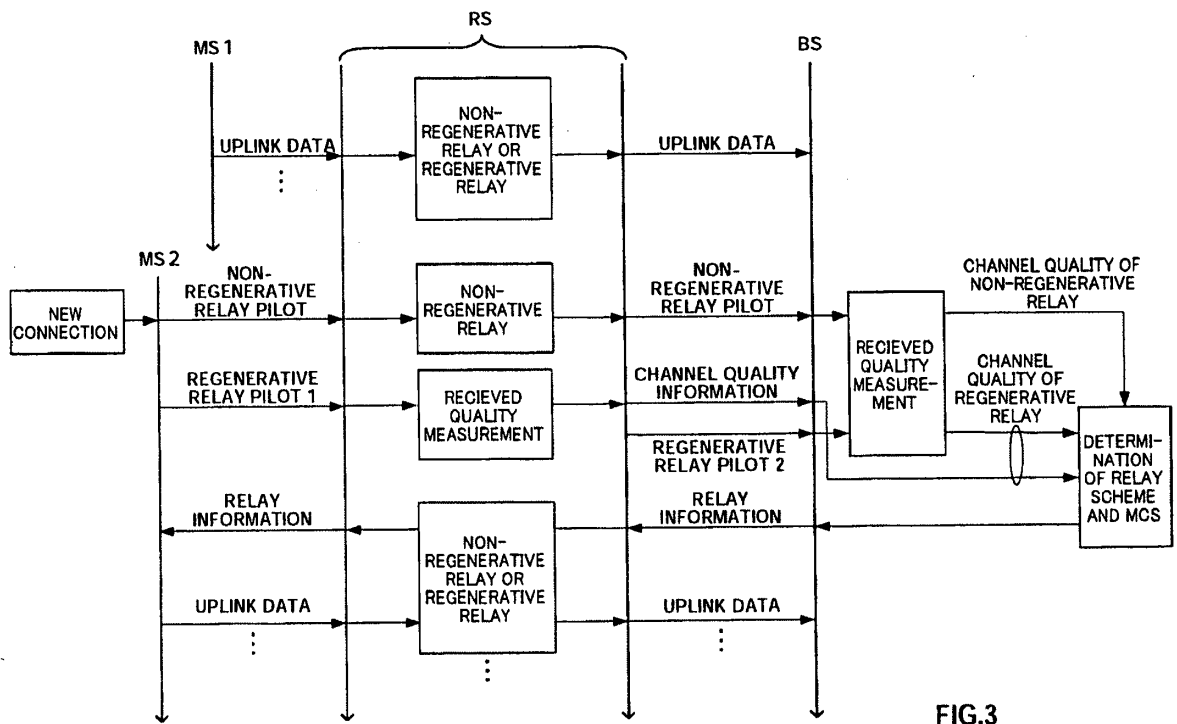 RS
MS 1
BS
NON-
REGENERATIVE
RELAY OR
REGENERATIVE
RELAY
UPLINK DATA
UPLINK DATA
MS 2
NEW
CONNECTION
NON-
REGENERATIVE
RELAY PILOT
NON-
REGENERATIVE
RELAY
NON-
REGENERATIVE
RELAY PILOT
CHANNEL QUALITY OF
NON-REGENERATIVE
RELAY
RECIEVED
QUALITY
MEASURE-
MENT
CHANNEL
QUALITY OF
REGENERATIVE
RELAY
REGENERATIVE
RELAY PILOT 1
RECIEVED
QUALITY
MEASUREMENT
CHANNEL QUALITY
INFORMATION
REGENERATIVE
RELAY PILOT 2
DETERMI-
NATION
OF RELAY
SCHEME
AND MCS
RELAY
INFORMATION
NON-
REGENERATIVE
RELAY OR
REGENERATIVE
RELAY
RELAY
INFORMATION
UPLINK DATA
UPLINK DATA
FIG.3